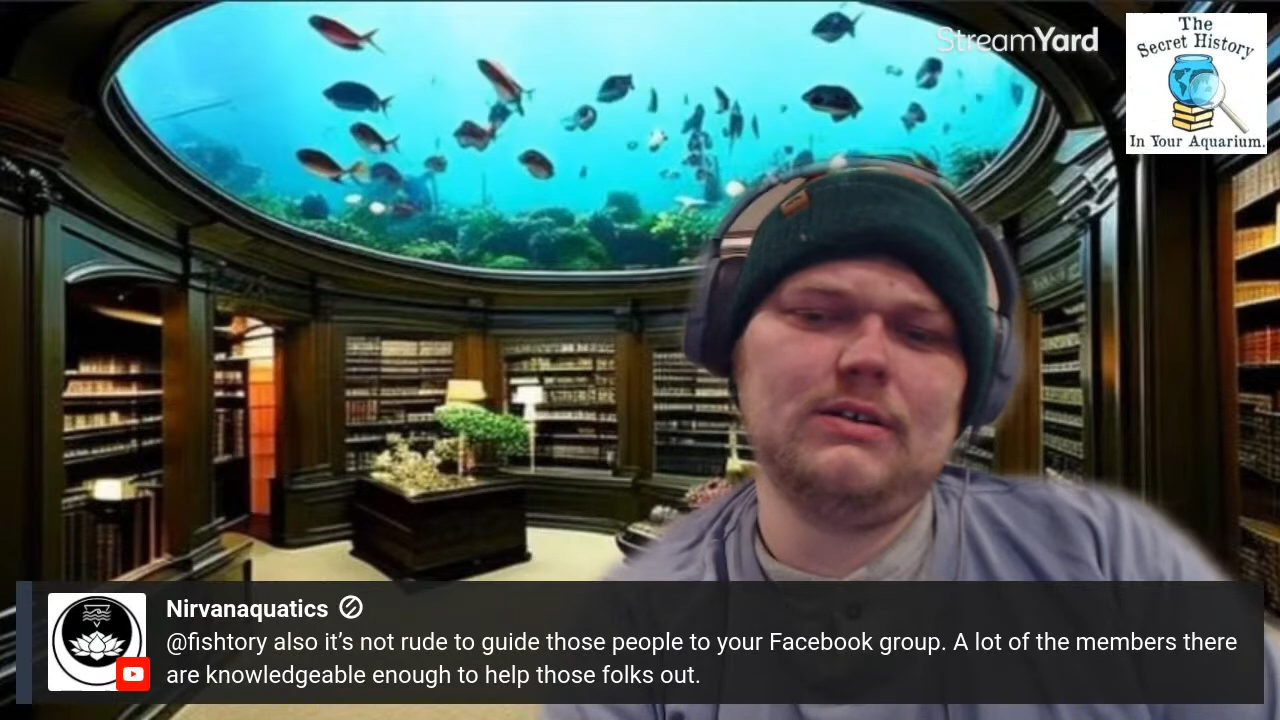 StreamYard
The
Secret History
In Your Aquarium.
Nirvanaquatics
@fishtory also it’s not rude to guide those people to your Facebook group. A lot of the members there
are knowledgeable enough to help those folks out.